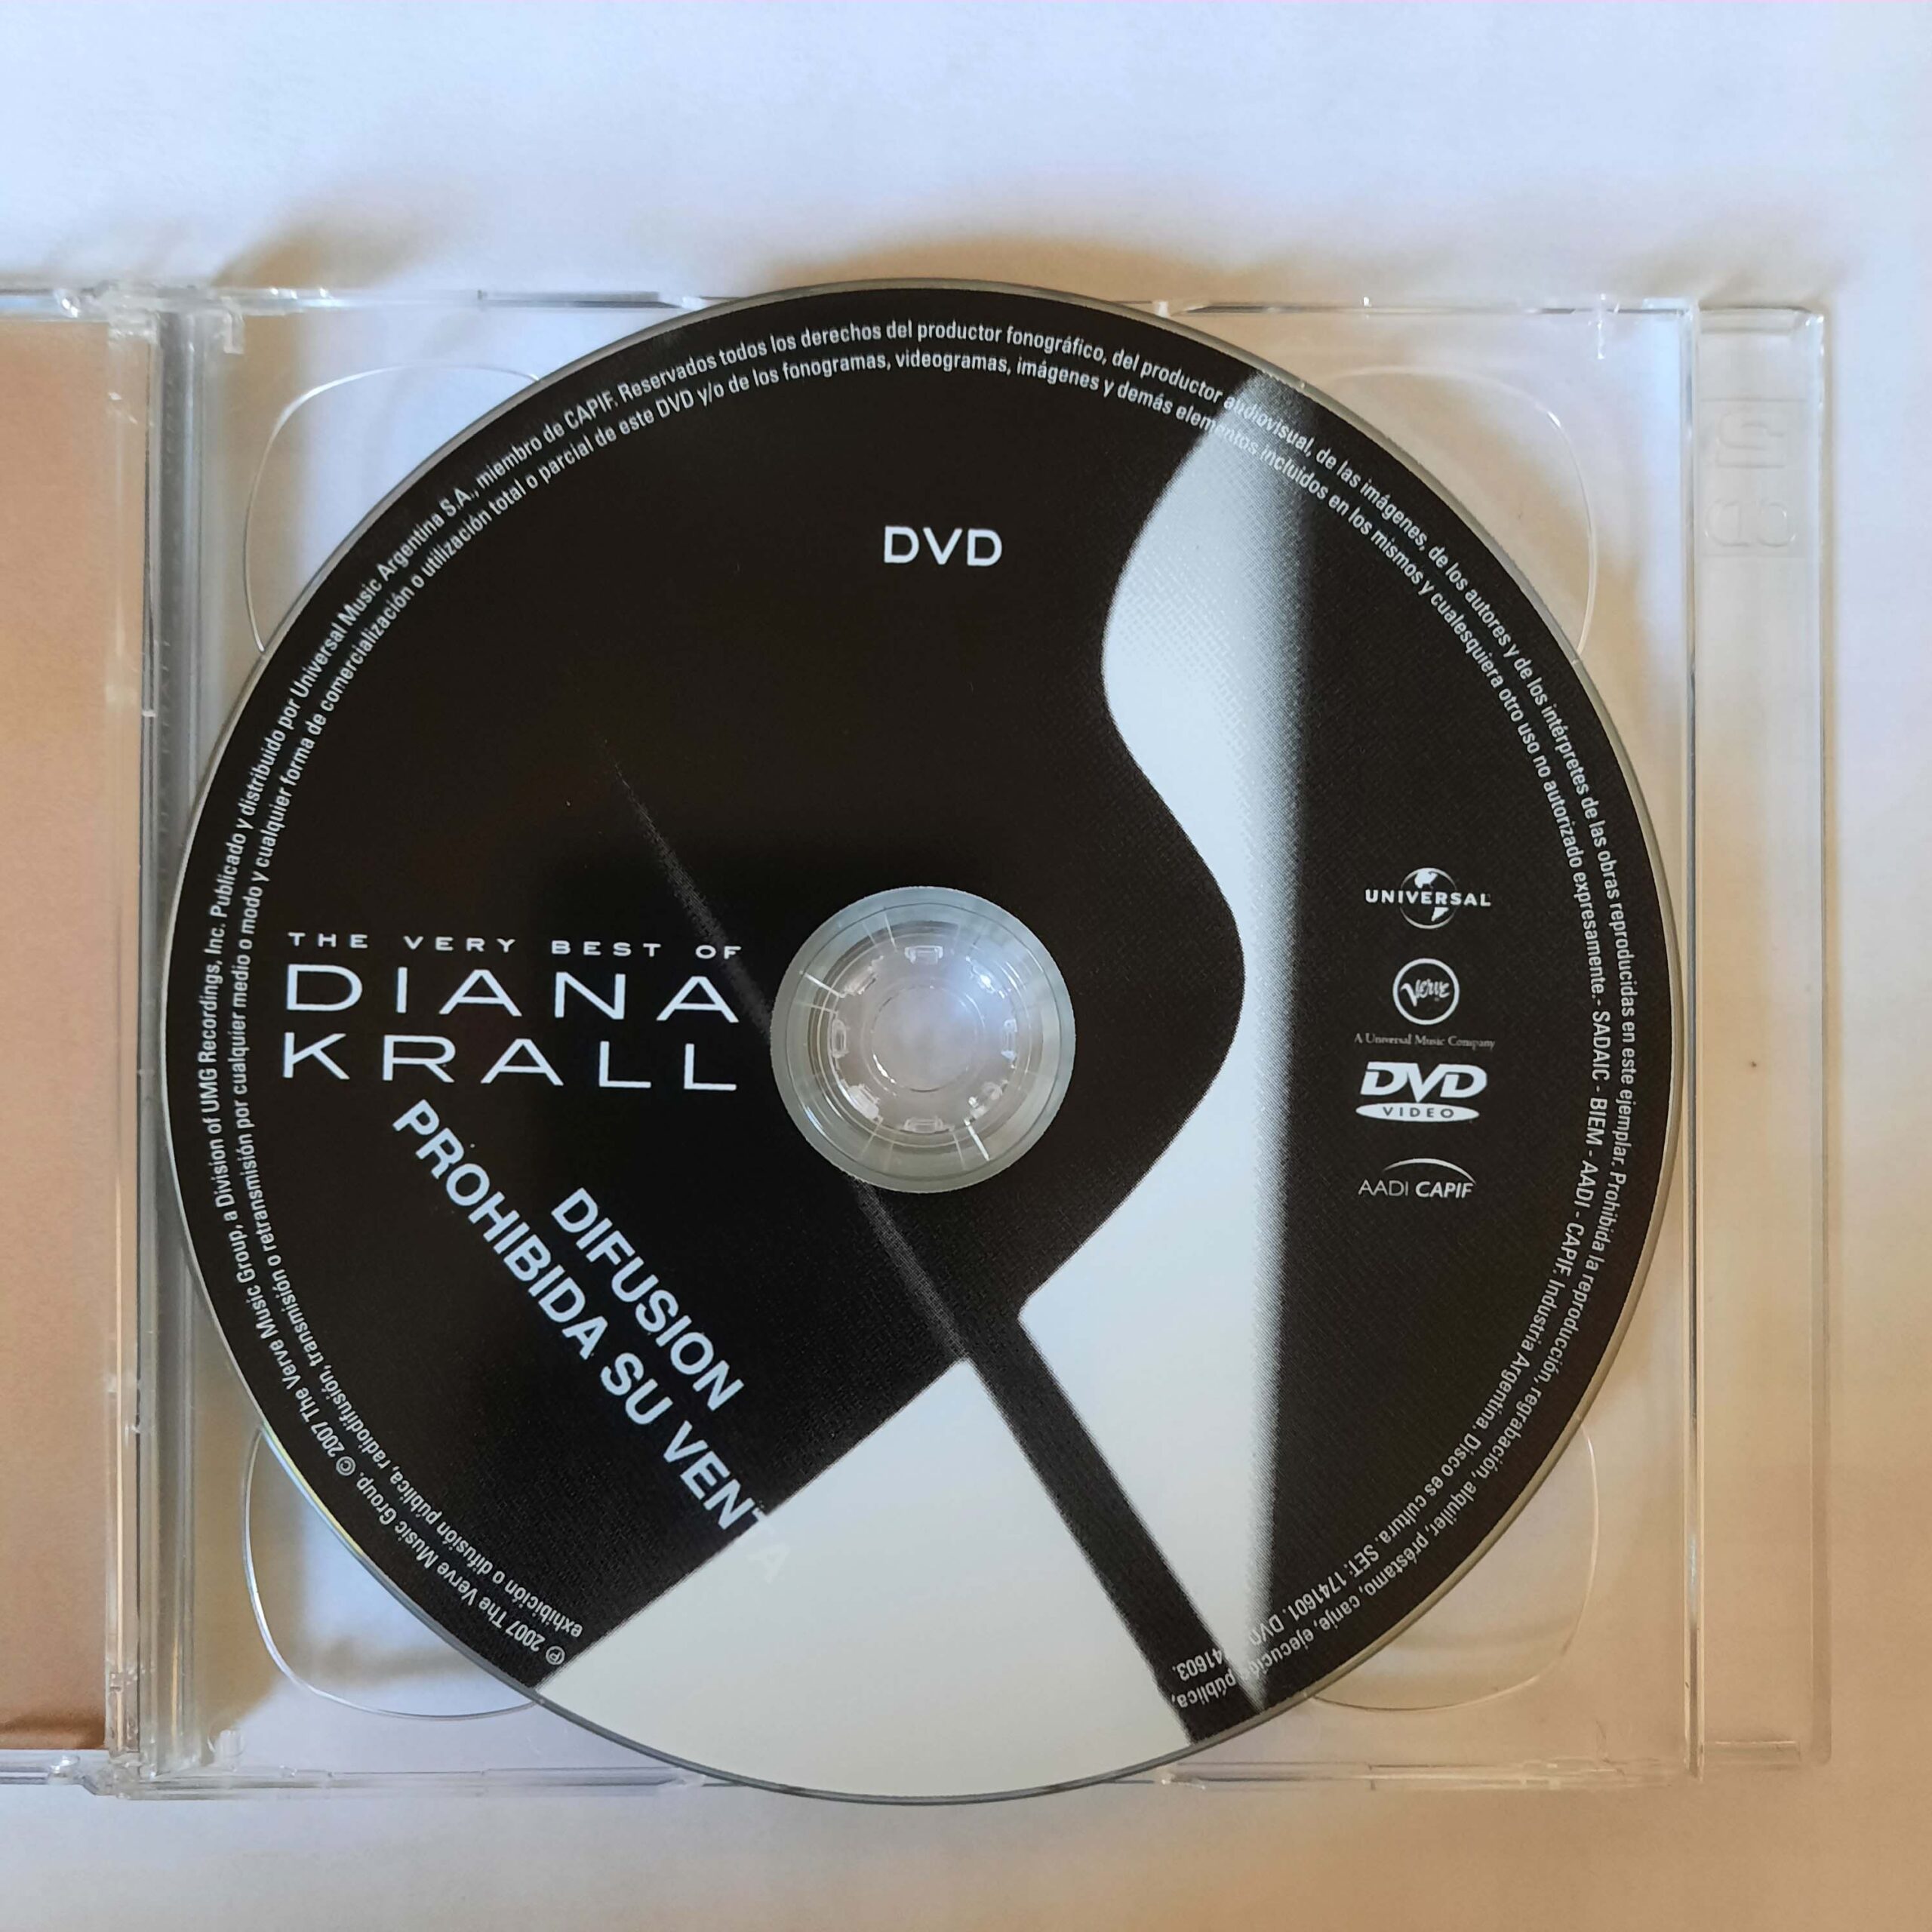 DVD
THE VERY BEST OF
DIANA
KRALL
DIFUSION
PROHIBIDA SU VENTA
UNIVERSAL
Verve
A Universal Music Company
DVD
VIDEO
AADI CAPIF
℗ 2007 The Verve Music Group. © 2007 The Verve Music Group, a Division of UMG Recordings, Inc. Publicado y distribuido por Universal Music Argentina S.A., miembro de CAPIF. Reservados todos los derechos del productor fonográfico, del productor audiovisual, de las imágenes, de los autores y de los intérpretes de las obras reproducidas en este ejemplar. Prohibida la reproducción, regrabación, alquiler, préstamo, canje, ejecución pública,
exhibición o difusión pública, radiodifusión, transmisión o retransmisión por cualquier medio o modo y cualquier forma de comercialización o utilización total o parcial de este DVD y/o de los fonogramas, videogramas, imágenes y demás elementos incluidos en los mismos y cualesquiera otro uso no autorizado expresamente.- SADAIC - BIEM - AADI - CAPIF. Industria Argentina. Disco es cultura. SET: 1741601. DVD